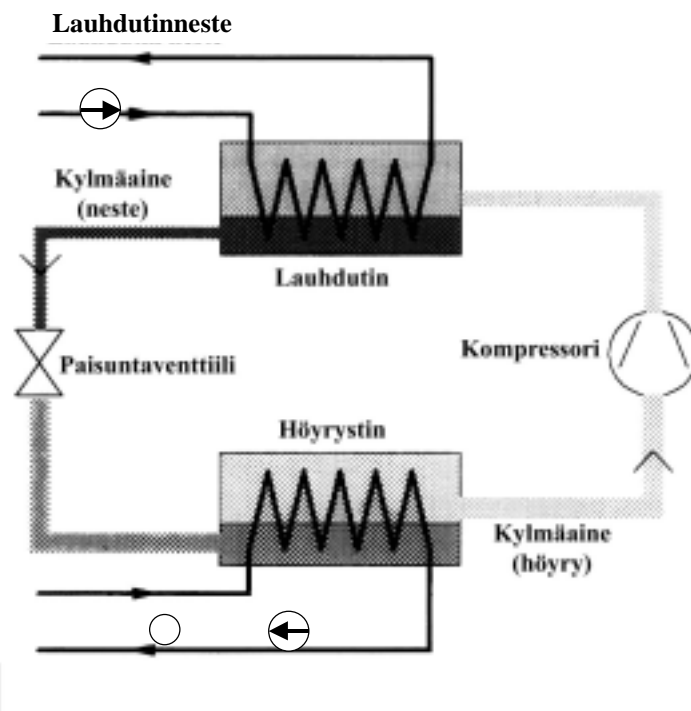 Lauhdutinneste
Kylmäaine
(neste)
Lauhdutin
Paisuntaventtiili
Kompressori
Höyrystin
Kylmäaine
(höyry)